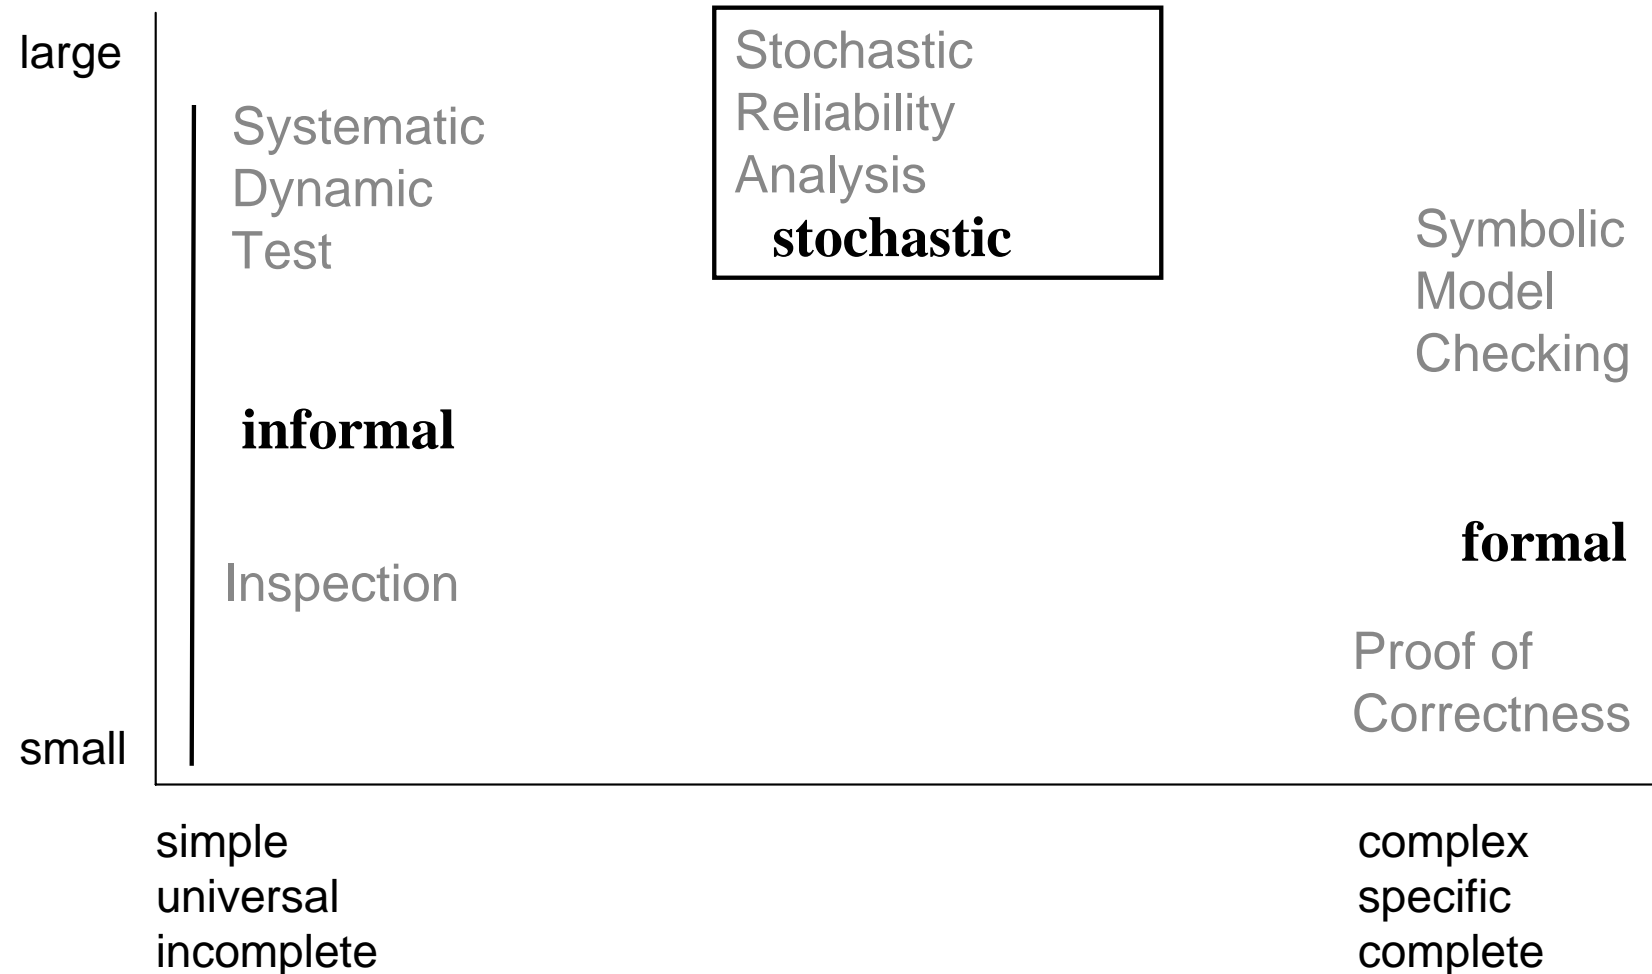 large
Systematic
Dynamic
Test
Stochastic
Reliability
Analysis
stochastic
Symbolic
Model
Checking
informal
formal
Inspection
Proof of
Correctness
small
simple
universal
incomplete
complex
specific
complete